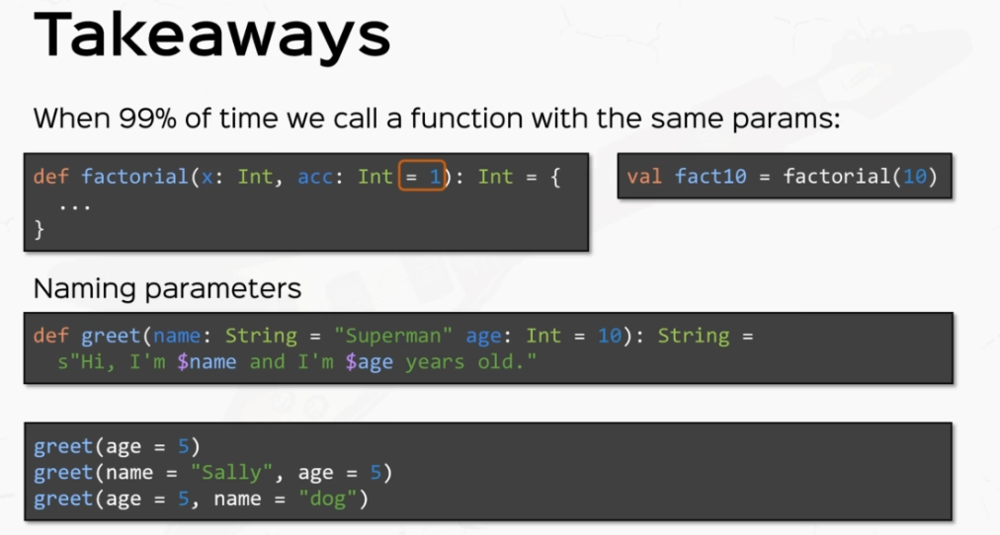 Takeaways
When 99% of time we call a function with the same params:
def factorial(x: Int, acc: Int = 1): Int = {
  ...
}
val fact10 = factorial(10)
Naming parameters
def greet(name: String = "Superman" age: Int = 10): String =
  s"Hi, I'm $name and I'm $age years old."
greet(age = 5)
greet(name = "Sally", age = 5)
greet(age = 5, name = "dog")